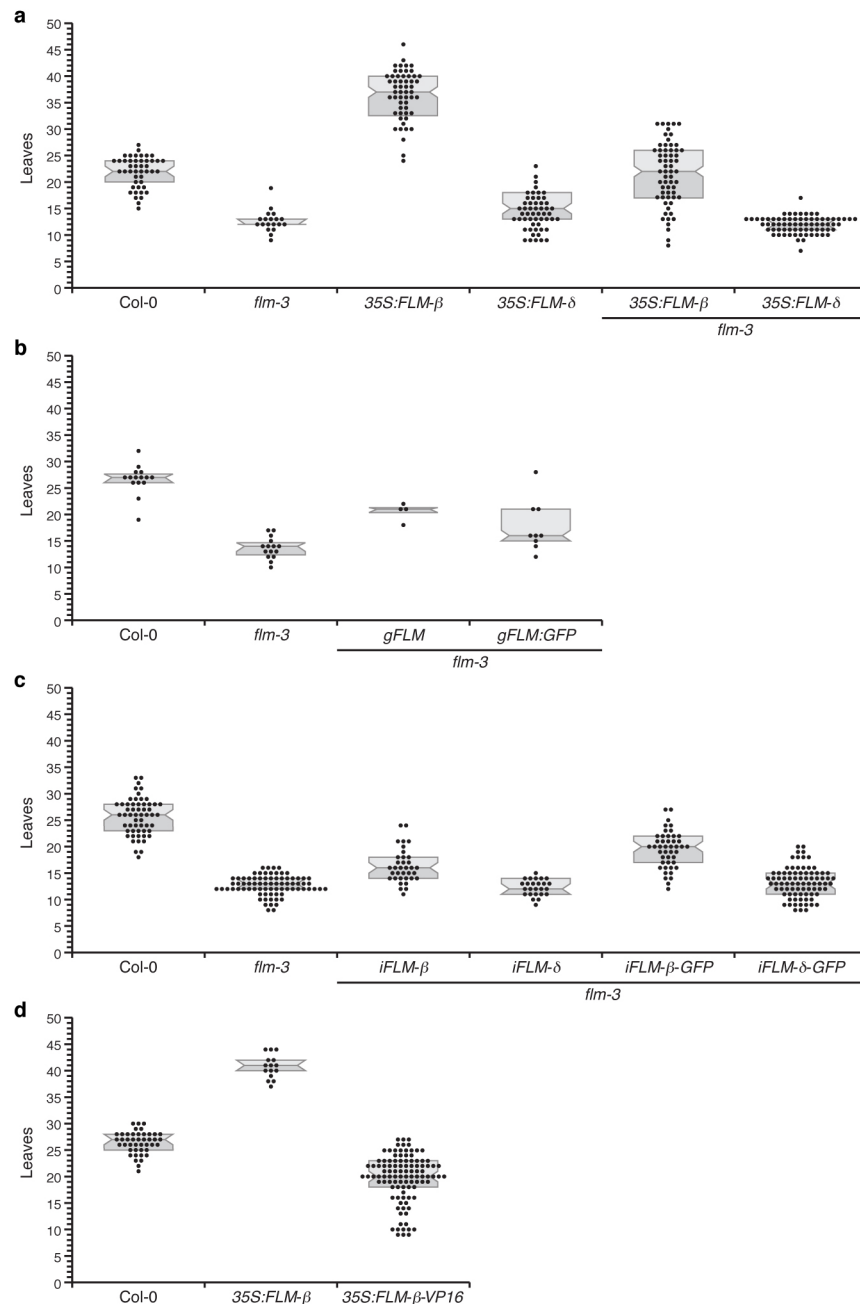 a
50
45
40
35
30
25
20
15
10
5
0
Leaves
Col-0 flm-3 35S:FLM-β 35S:FLM-δ 35S:FLM-β 35S:FLM-δ
flm-3
b
50
45
40
35
30
25
20
15
10
5
0
Leaves
Col-0 flm-3 gFLM gFLM:GFP
flm-3
c
50
45
40
35
30
25
20
15
10
5
0
Leaves
Col-0 flm-3 iFLM-β iFLM-δ iFLM-β-GFP iFLM-δ-GFP
flm-3
d
50
45
40
35
30
25
20
15
10
5
0
Leaves
Col-0 35S:FLM-β 35S:FLM-β-VP16